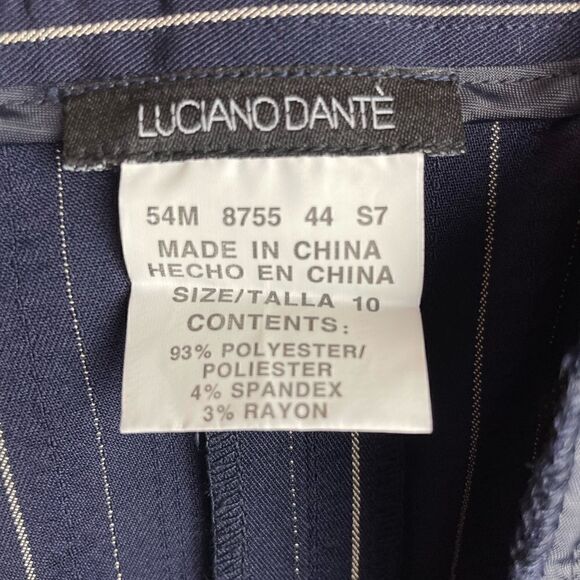 LUCIANO DANTÈ
54M 8755 44 S7
MADE IN CHINA
HECHO EN CHINA
SIZE/TALLA 10
CONTENTS:
93% POLYESTER/
POLIESTER
4% SPANDEX
3% RAYON